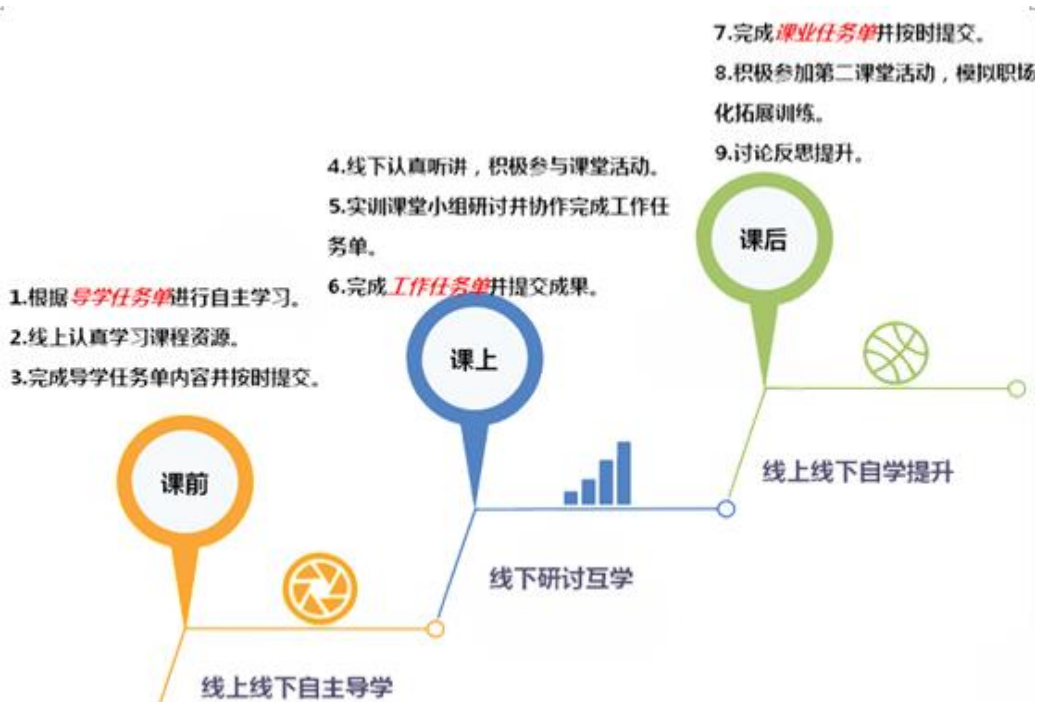 7.完成课业任务单并按时提交。
8.积极参加第二课堂活动，模拟职场
化拓展训练。
9.讨论反思提升。
课后
线上线下自学提升
4.线下认真听讲，积极参与课堂活动。
5.实训课堂小组研讨并协作完成工作任
务单。
6.完成工作任务单并提交成果。
课上
线下研讨互学
1.根据导学任务单进行自主学习。
2.线上认真学习课程资源。
3.完成导学任务单内容并按时提交。
课前
线上线下自主导学